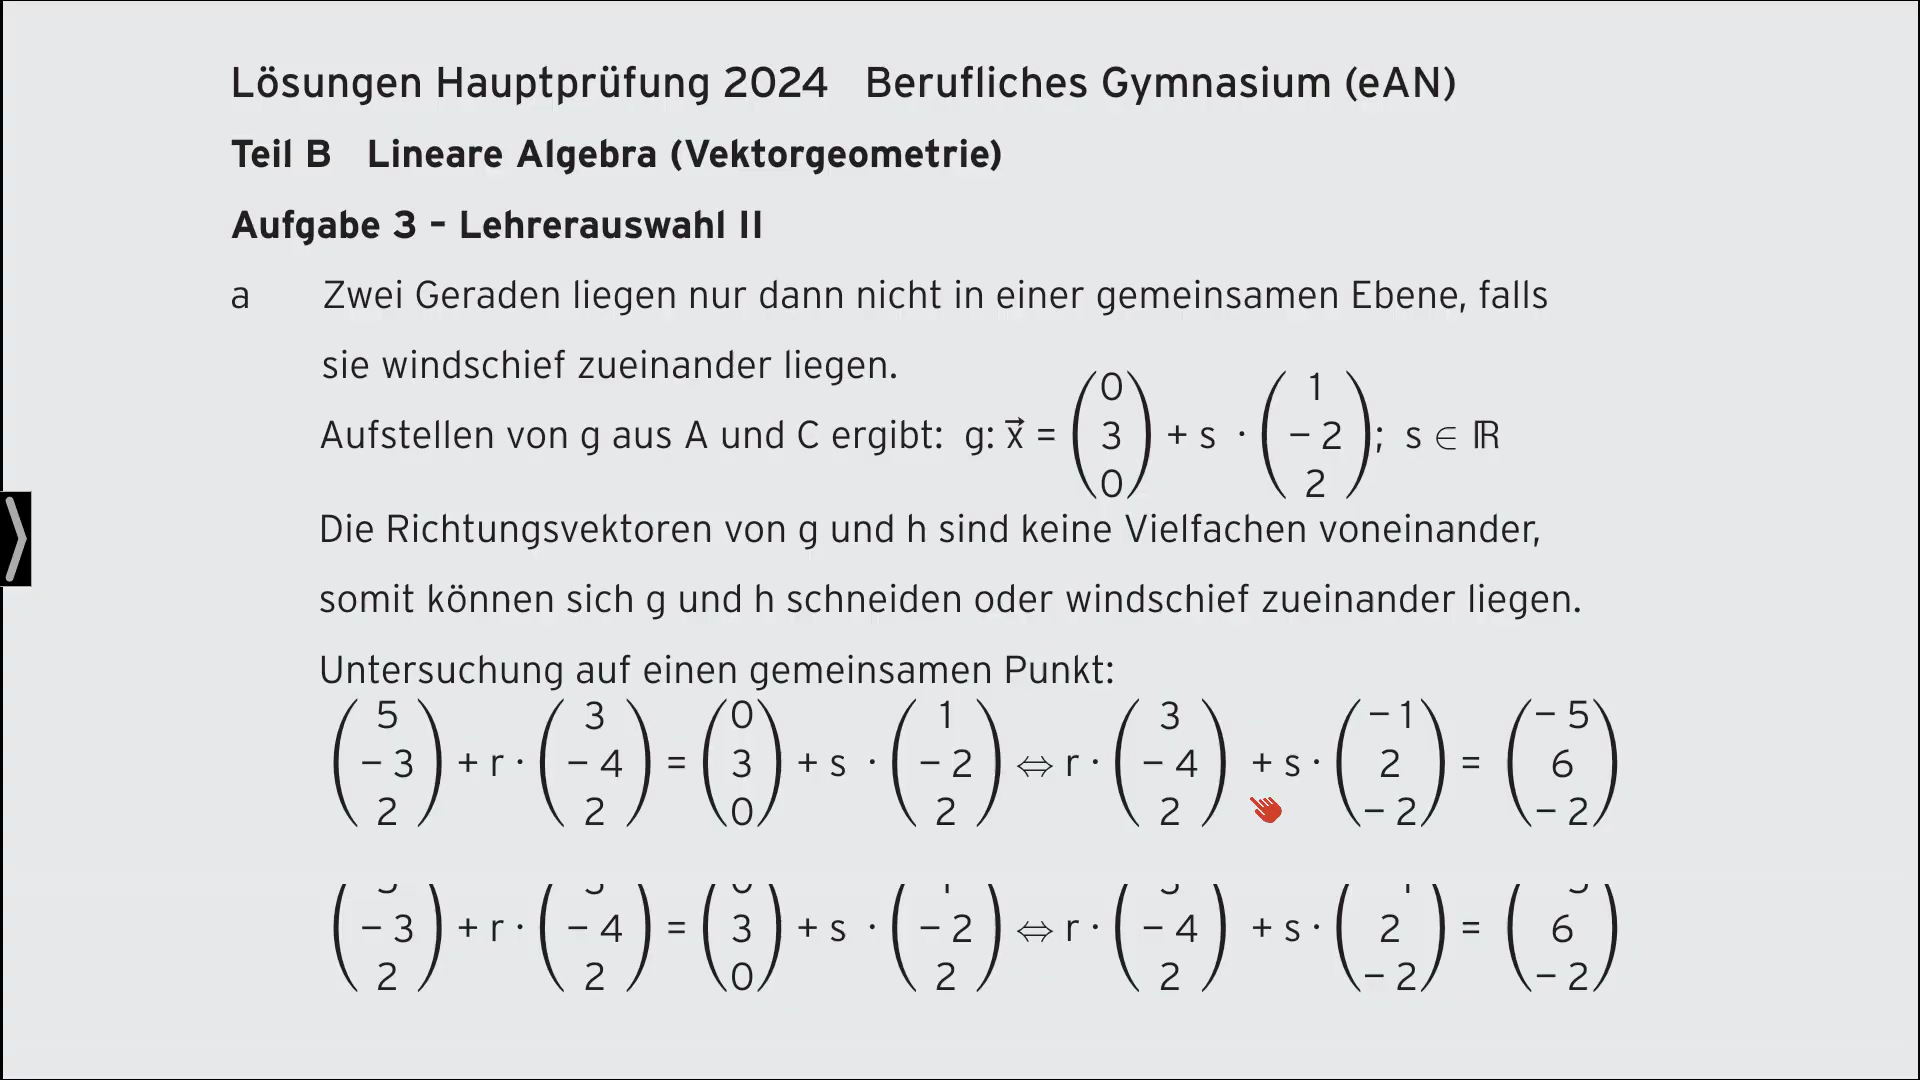 Lösungen Hauptprüfung 2024 Berufliches Gymnasium (eAN)
Teil B Lineare Algebra (Vektorgeometrie)
Aufgabe 3 – Lehrerauswahl II
a Zwei Geraden liegen nur dann nicht in einer gemeinsamen Ebene, falls
sie windschief zueinander liegen.
Aufstellen von g aus A und C ergibt: g: x⃗ = (0 3 0) + s · (1 −2 2); s ∈ ℝ
Die Richtungsvektoren von g und h sind keine Vielfachen voneinander,
somit können sich g und h schneiden oder windschief zueinander liegen.
Untersuchung auf einen gemeinsamen Punkt:
(5 −3 2) + r · (3 −4 2) = (0 3 0) + s · (1 −2 2) ⇔ r · (3 −4 2) + s · (−1 2 −2) = (−5 6 −2)
(−3 2) + r · (−4 2) = (3 0) + s · (−2 2) ⇔ r · (−4 2) + s · (2 −2) = (6 −2)